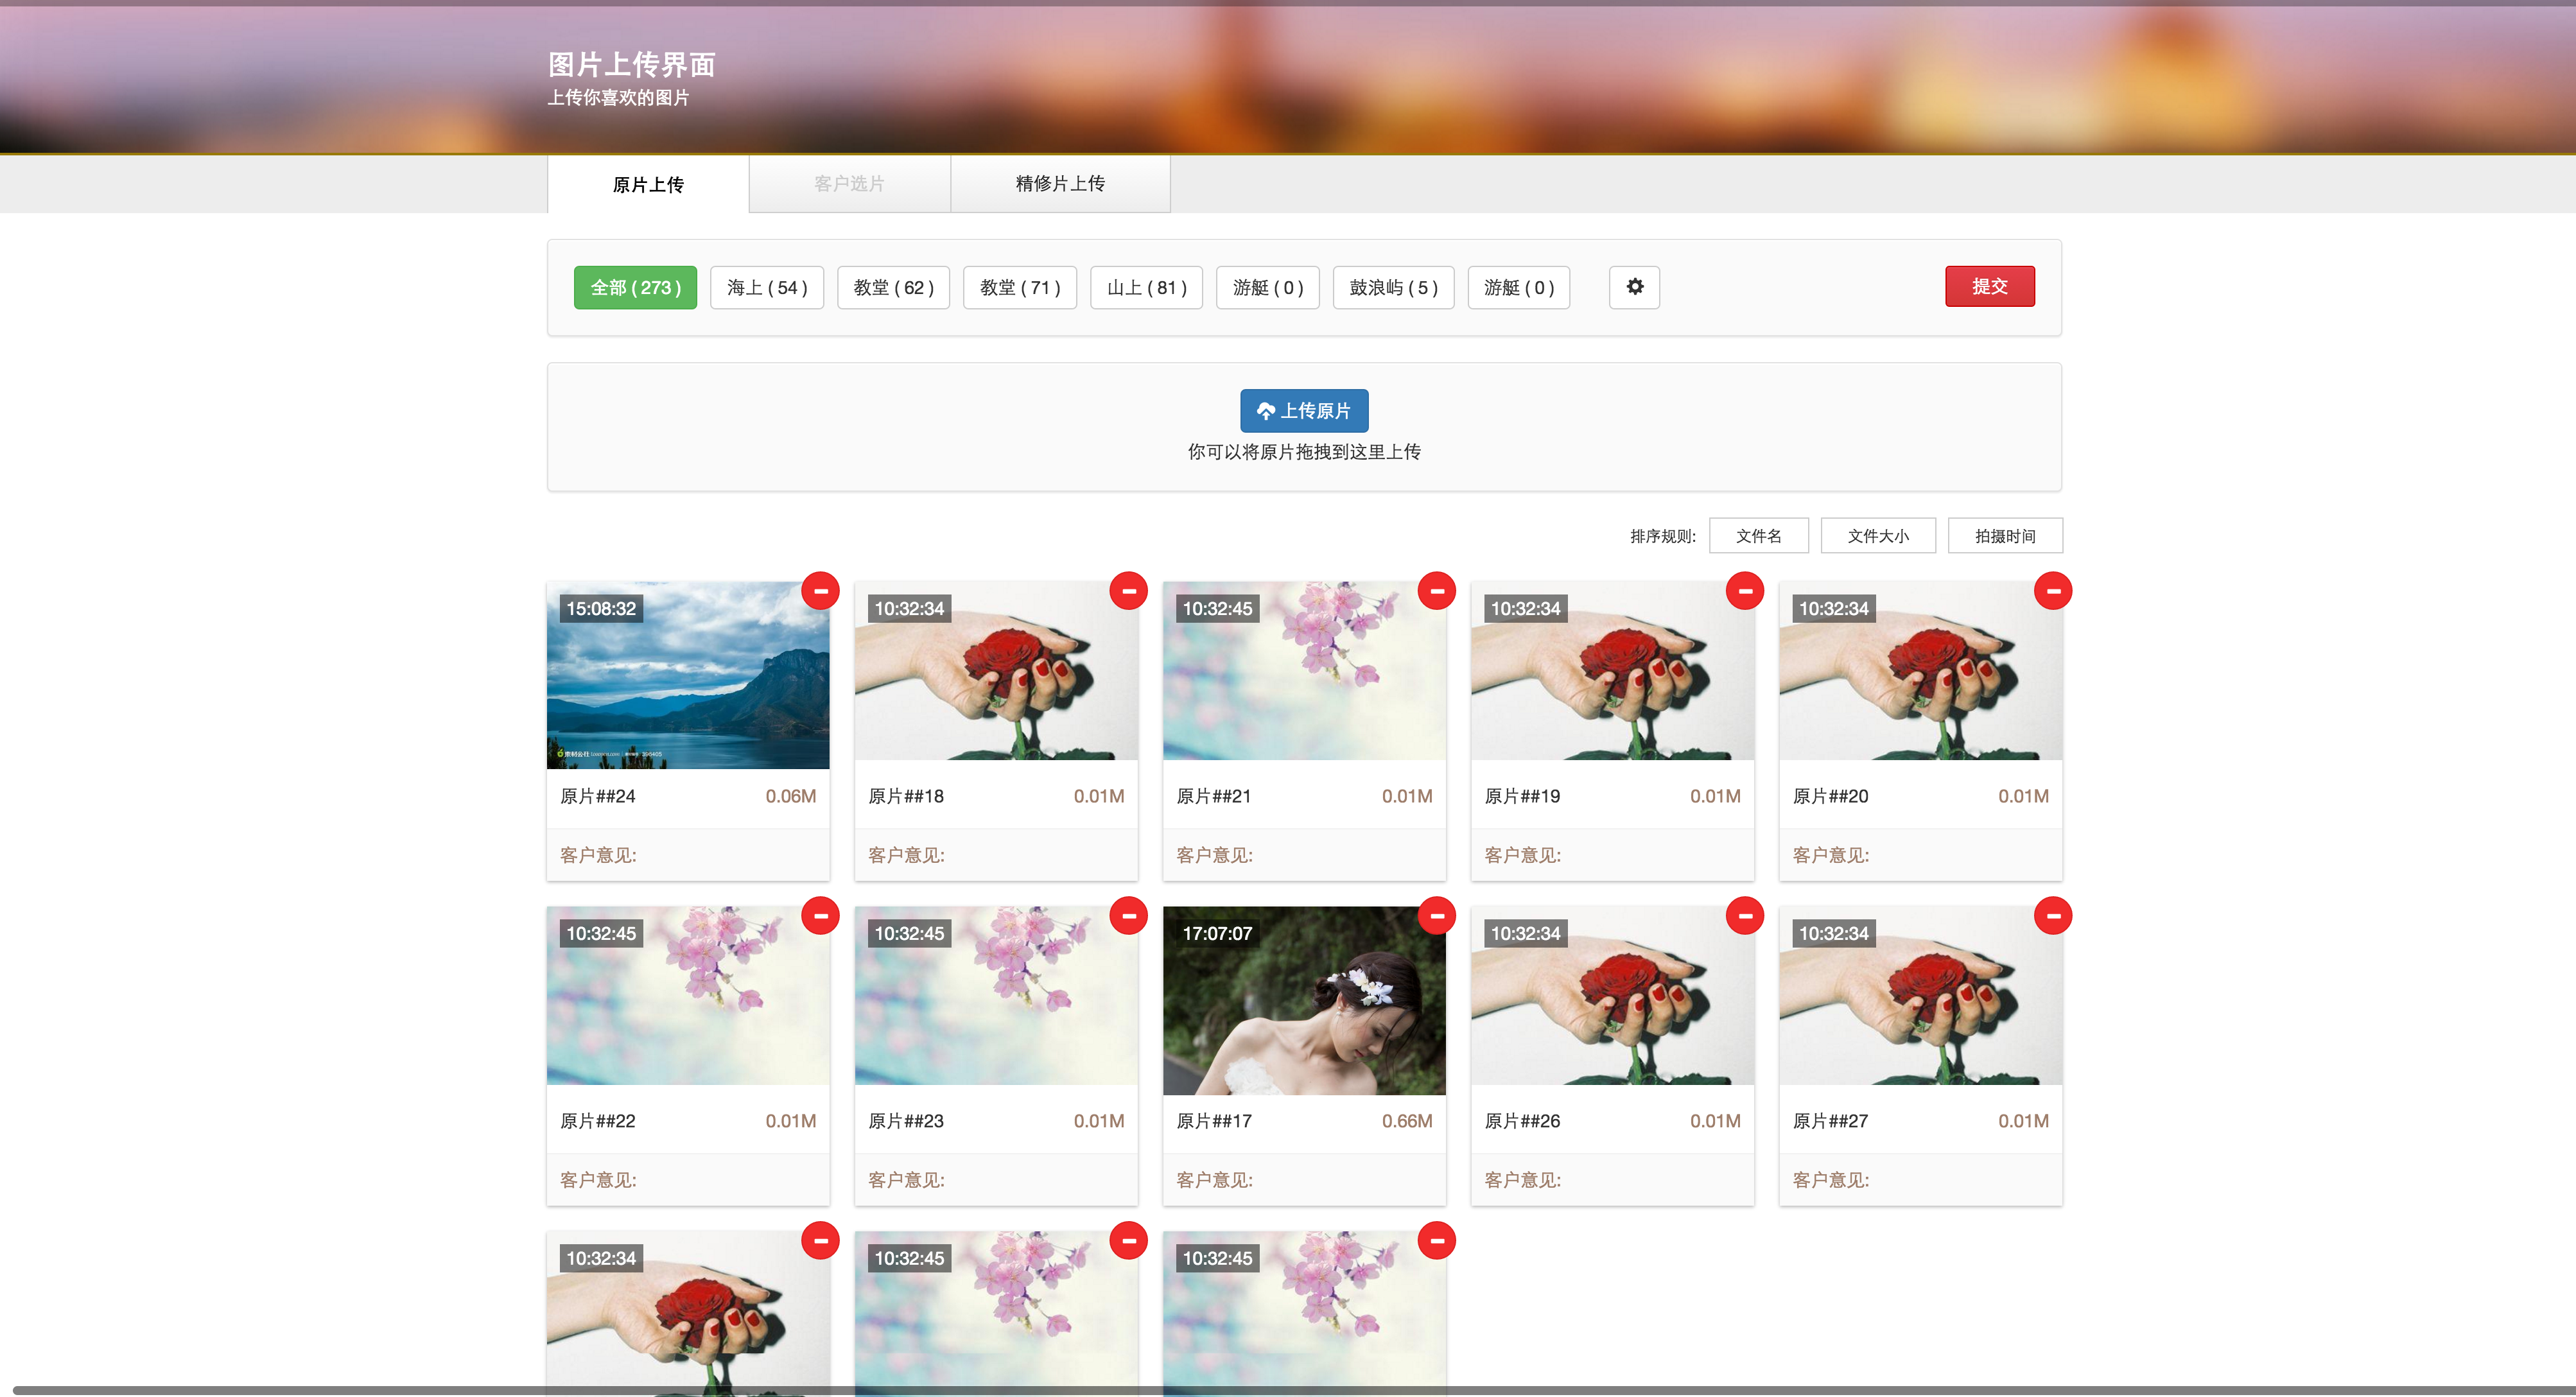 图片上传界面
上传你喜欢的图片
原片上传 客户选片 精修片上传
全部 ( 273 ) 海上 ( 54 ) 教堂 ( 62 ) 教堂 ( 71 ) 山上 ( 81 ) 游艇 ( 0 ) 鼓浪屿 ( 5 ) 游艇 ( 0 ) 提交
上传原片
你可以将原片拖拽到这里上传
排序规则: 文件名 文件大小 拍摄时间
15:08:32 10:32:34 10:32:45 10:32:34 10:32:34
原片##24 0.06M 原片##18 0.01M 原片##21 0.01M 原片##19 0.01M 原片##20 0.01M
客户意见: 客户意见: 客户意见: 客户意见: 客户意见:
10:32:45 10:32:45 17:07:07 10:32:34 10:32:34
原片##22 0.01M 原片##23 0.01M 原片##17 0.66M 原片##26 0.01M 原片##27 0.01M
客户意见: 客户意见: 客户意见: 客户意见: 客户意见:
10:32:34 10:32:45 10:32:45